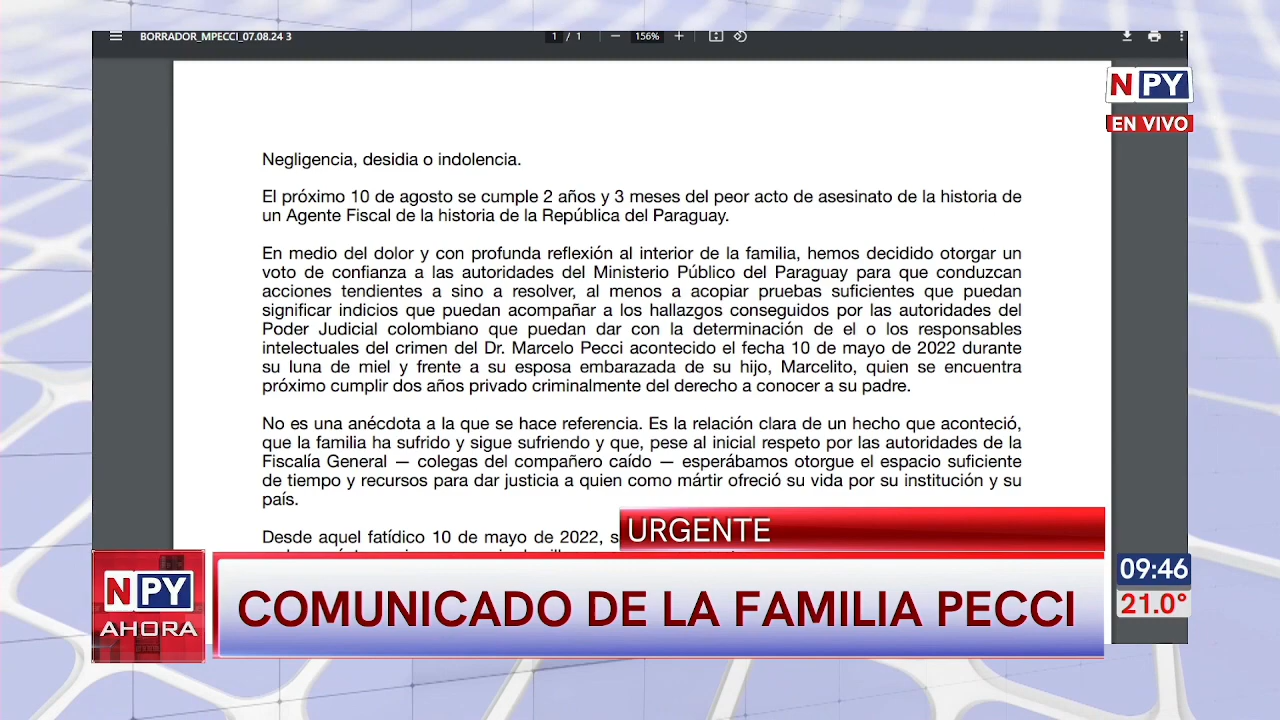 BORRADOR_MPECCI_07.08.24 3
1 / 1
156%
NPY
EN VIVO
Negligencia, desidia o indolencia.
El próximo 10 de agosto se cumple 2 años y 3 meses del peor acto de asesinato de la historia de
un Agente Fiscal de la historia de la República del Paraguay.
En medio del dolor y con profunda reflexión al interior de la familia, hemos decidido otorgar un
voto de confianza a las autoridades del Ministerio Público del Paraguay para que conduzcan
acciones tendientes a sino a resolver, al menos a acopiar pruebas suficientes que puedan
significar indicios que puedan acompañar a los hallazgos conseguidos por las autoridades del
Poder Judicial colombiano que puedan dar con la determinación de el o los responsables
intelectuales del crimen del Dr. Marcelo Pecci acontecido el fecha 10 de mayo de 2022 durante
su luna de miel y frente a su esposa embarazada de su hijo, Marcelito, quien se encuentra
próximo cumplir dos años privado criminalmente del derecho a conocer a su padre.
No es una anécdota a la que se hace referencia. Es la relación clara de un hecho que aconteció,
que la familia ha sufrido y sigue sufriendo y que, pese al inicial respeto por las autoridades de la
Fiscalía General — colegas del compañero caído — esperábamos otorgue el espacio suficiente
de tiempo y recursos para dar justicia a quien como mártir ofreció su vida por su institución y su
país.
Desde aquel fatídico 10 de mayo de 2022, s
URGENTE
NPY
AHORA
COMUNICADO DE LA FAMILIA PECCI
09:46
21.0°